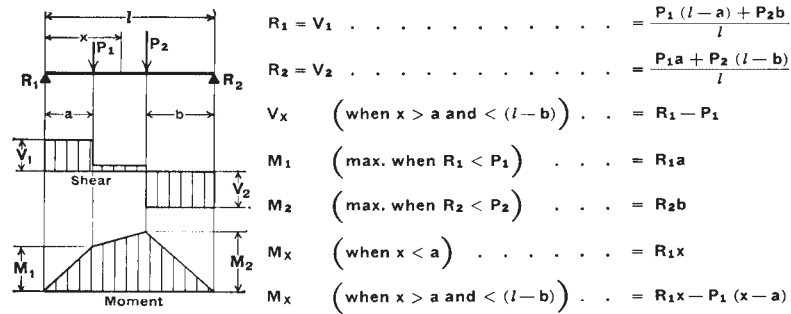 l
x
P₁
P₂
R₁
R₂
a
b
V₁
Shear
V₂
M₁
M₂
Moment
R₁ = V₁ . . . . . . . . . . . . = P₁ (l – a) + P₂b / l
R₂ = V₂ . . . . . . . . . . . . = P₁a + P₂ (l – b) / l
Vx (when x > a and < (l – b)) . . = R₁ – P₁
M₁ (max. when R₁ < P₁) . . . = R₁a
M₂ (max. when R₂ < P₂) . . . = R₂b
Mx (when x < a) . . . . . . = R₁x
Mx (when x > a and < (l – b)) . . = R₁x – P₁ (x – a)